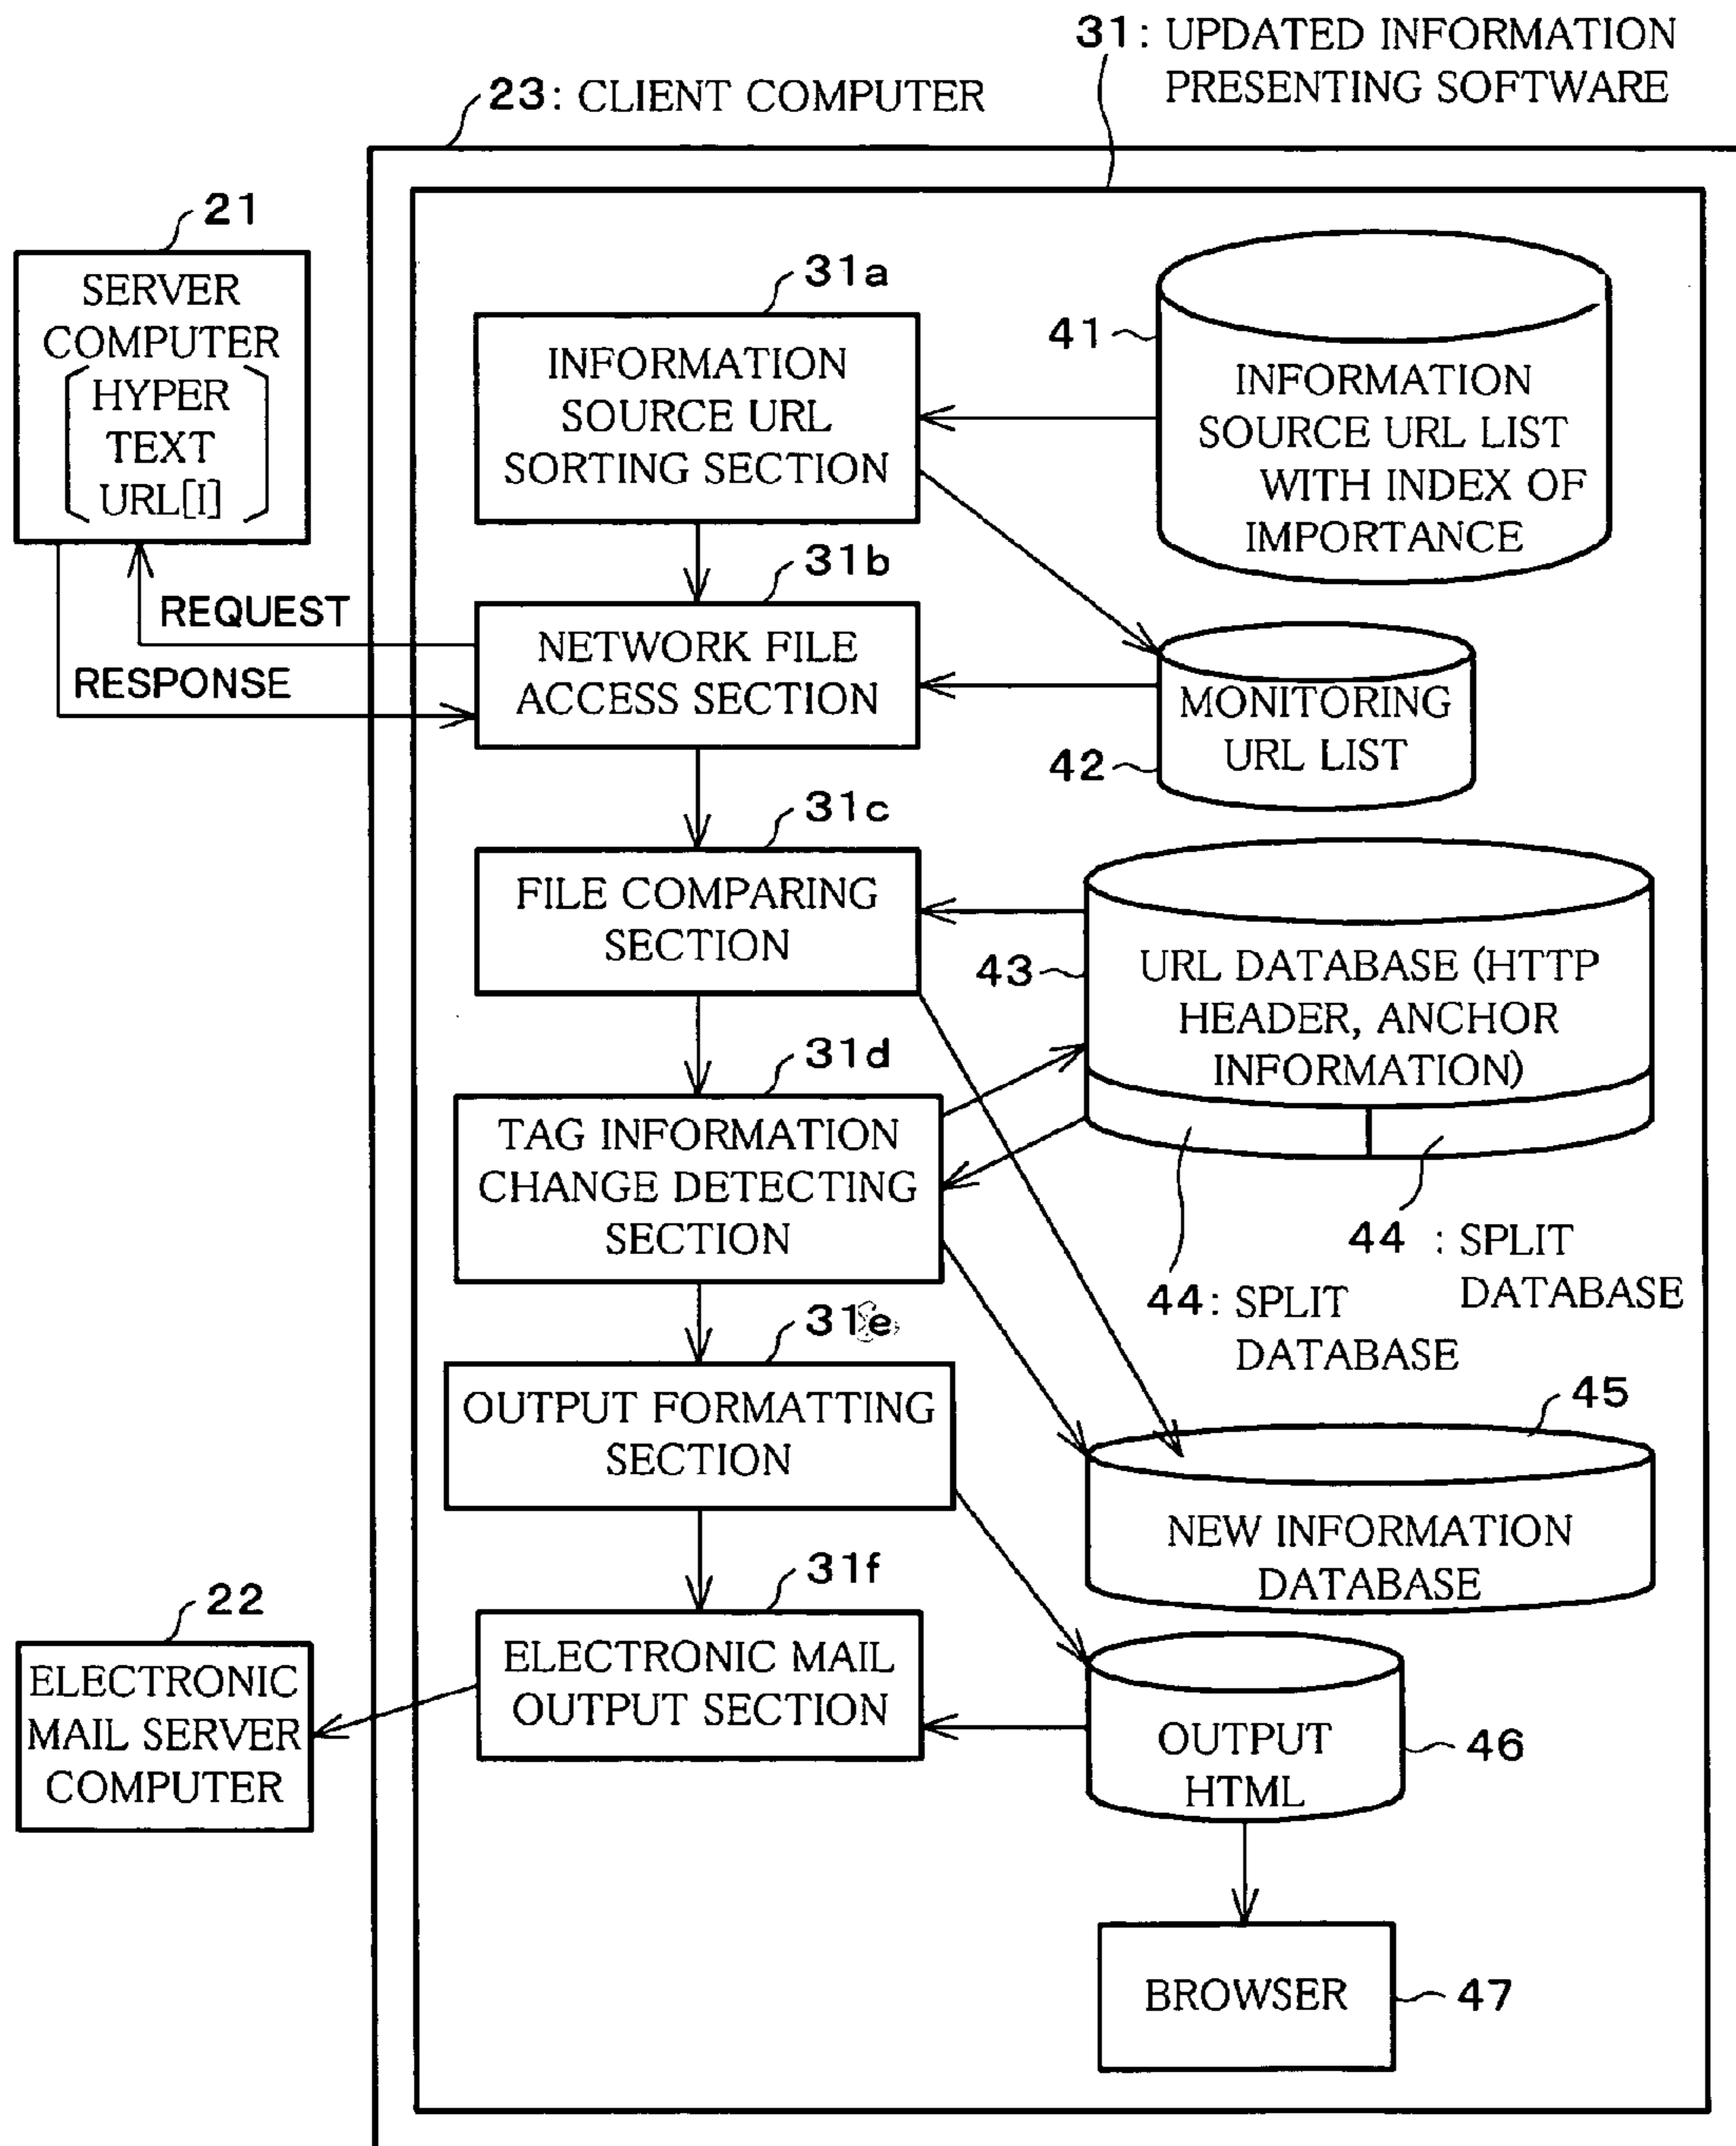 31: UPDATED INFORMATION
PRESENTING SOFTWARE
23: CLIENT COMPUTER
21
SERVER
COMPUTER
HYPER
TEXT
URL[I]
REQUEST
RESPONSE
31a
INFORMATION
SOURCE URL
SORTING SECTION
41
INFORMATION
SOURCE URL LIST
WITH INDEX OF
IMPORTANCE
31b
NETWORK FILE
ACCESS SECTION
MONITORING
URL LIST
42
31c
FILE COMPARING
SECTION
43
URL DATABASE (HTTP
HEADER, ANCHOR
INFORMATION)
31d
TAG INFORMATION
CHANGE DETECTING
SECTION
44 : SPLIT
DATABASE
44: SPLIT
DATABASE
31e
OUTPUT FORMATTING
SECTION
45
NEW INFORMATION
DATABASE
31f
ELECTRONIC MAIL
OUTPUT SECTION
22
ELECTRONIC
MAIL SERVER
COMPUTER
OUTPUT
HTML
46
BROWSER
47